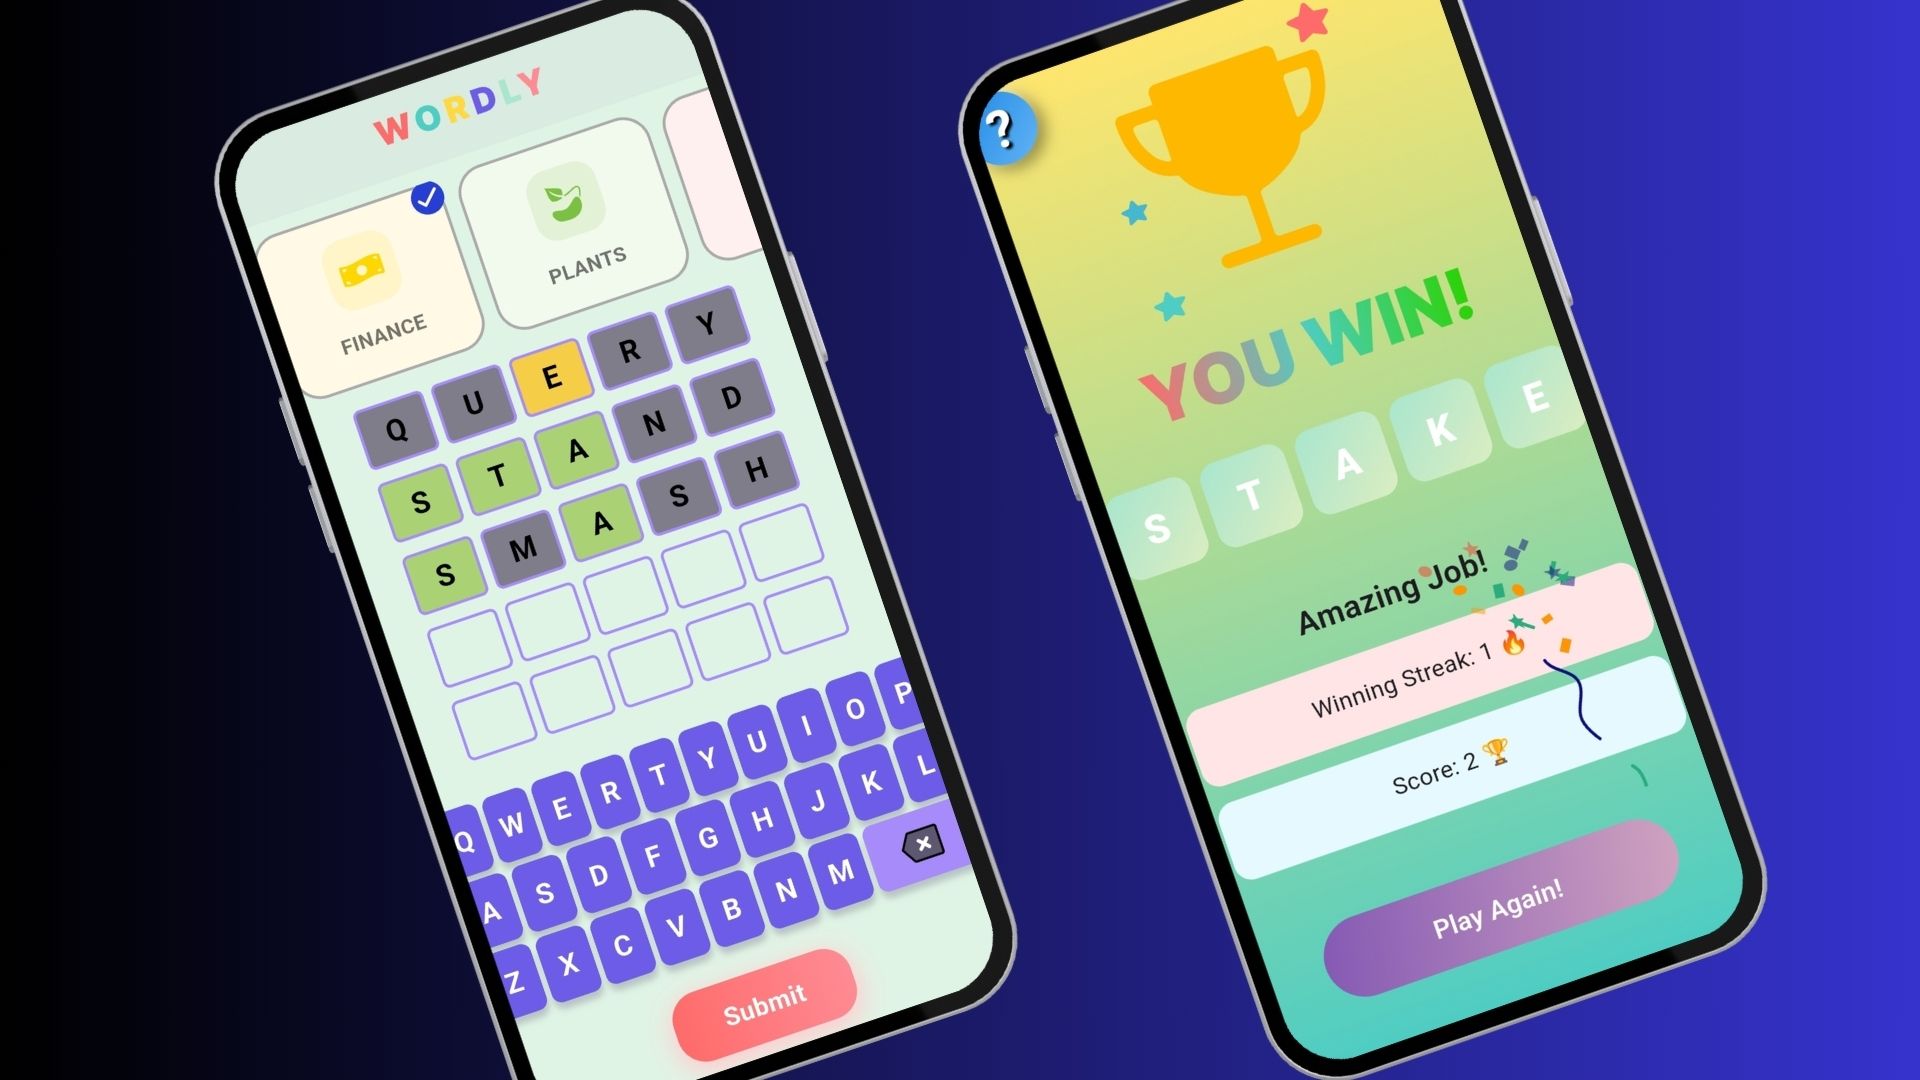 WORDLY
FINANCE
PLANTS
Q U E R Y
S T A N D
S M A S H
Q W E R T Y U I O P
A S D F G H J K L
Z X C V B N M
Submit
?
YOU WIN!
S T A K E
Amazing Job!
Winning Streak: 1 🔥
Score: 2 🏆
Play Again!